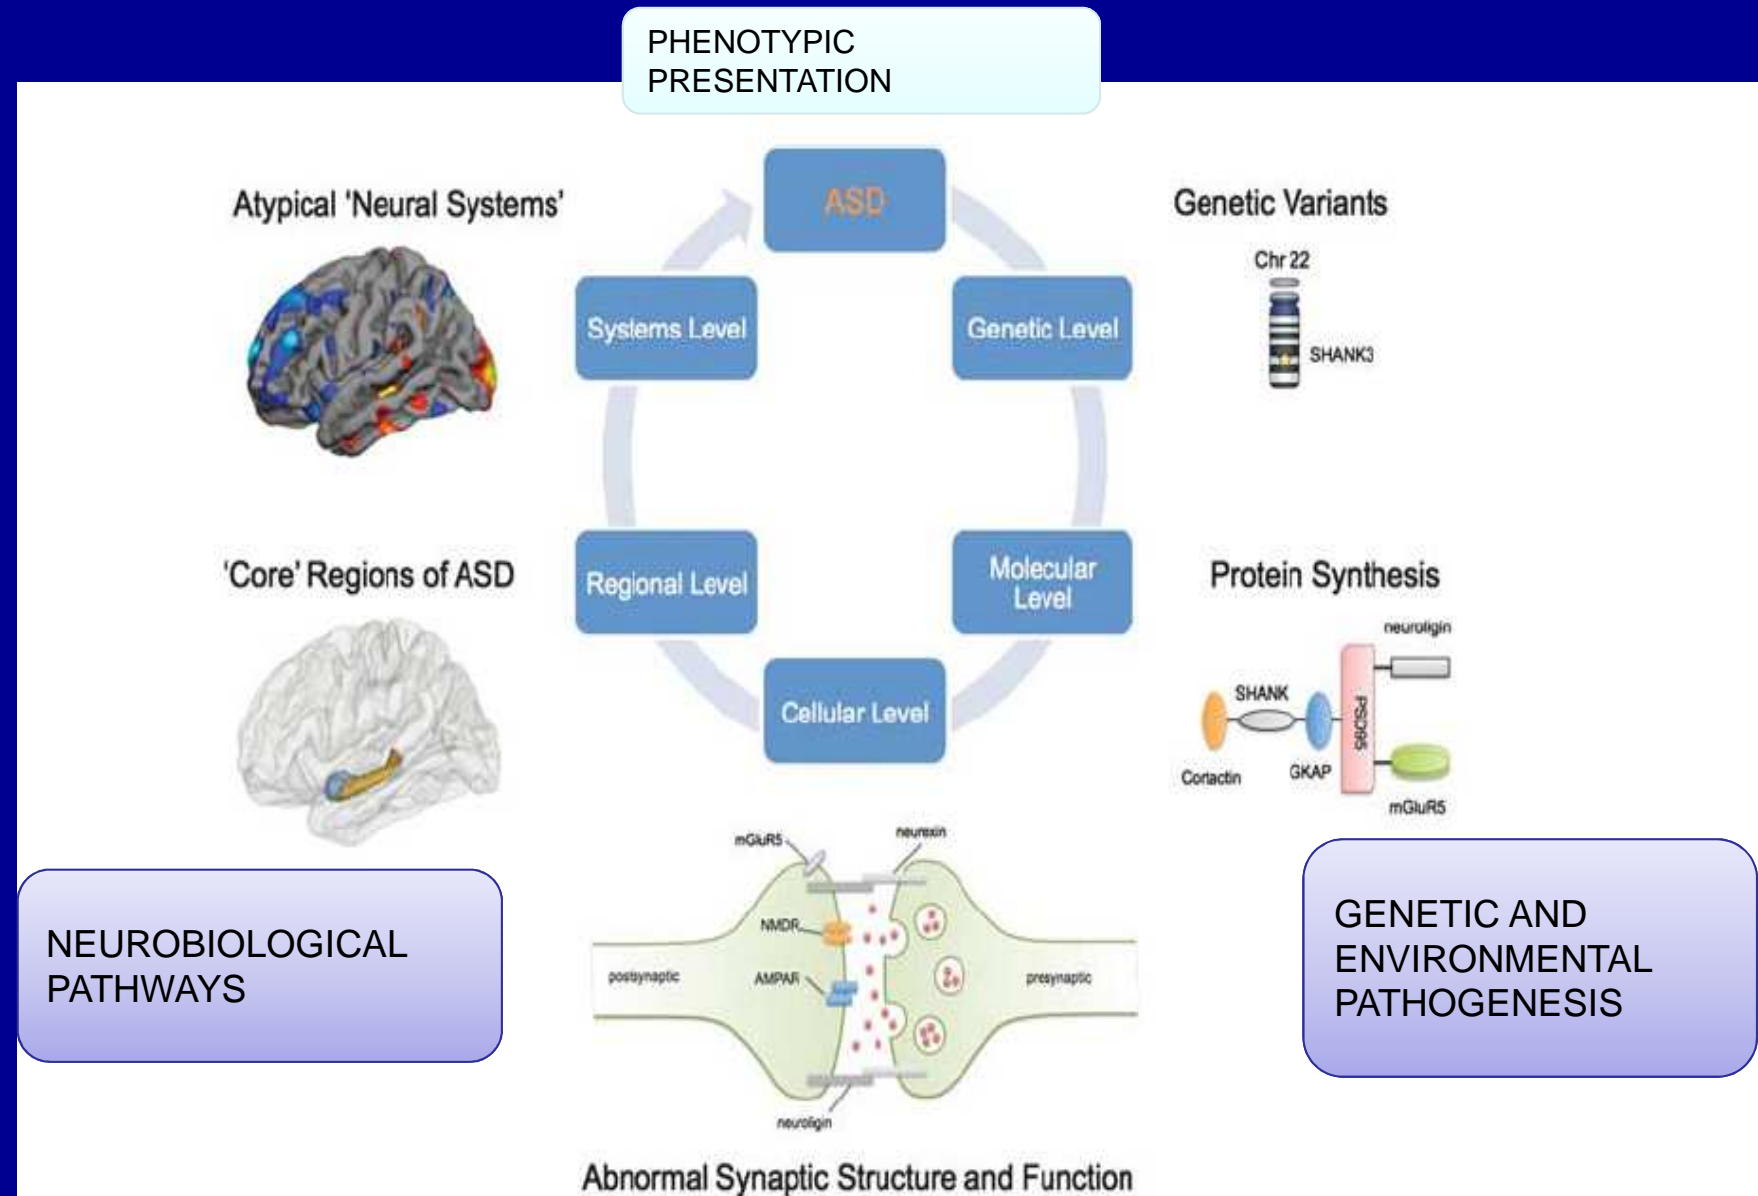 PHENOTYPIC
PRESENTATION
Atypical 'Neural Systems'
ASD
Genetic Variants
Chr 22
SHANK3
Systems Level
Genetic Level
'Core' Regions of ASD
Regional Level
Molecular
Level
Protein Synthesis
neuroligin
SHANK
PSD95
Cortactin
GKAP
mGluR5
Cellular Level
mGluR5
neurexin
NMDR
AMPAR
postsynaptic
presynaptic
neuroligin
NEUROBIOLOGICAL
PATHWAYS
GENETIC AND
ENVIRONMENTAL
PATHOGENESIS
Abnormal Synaptic Structure and Function